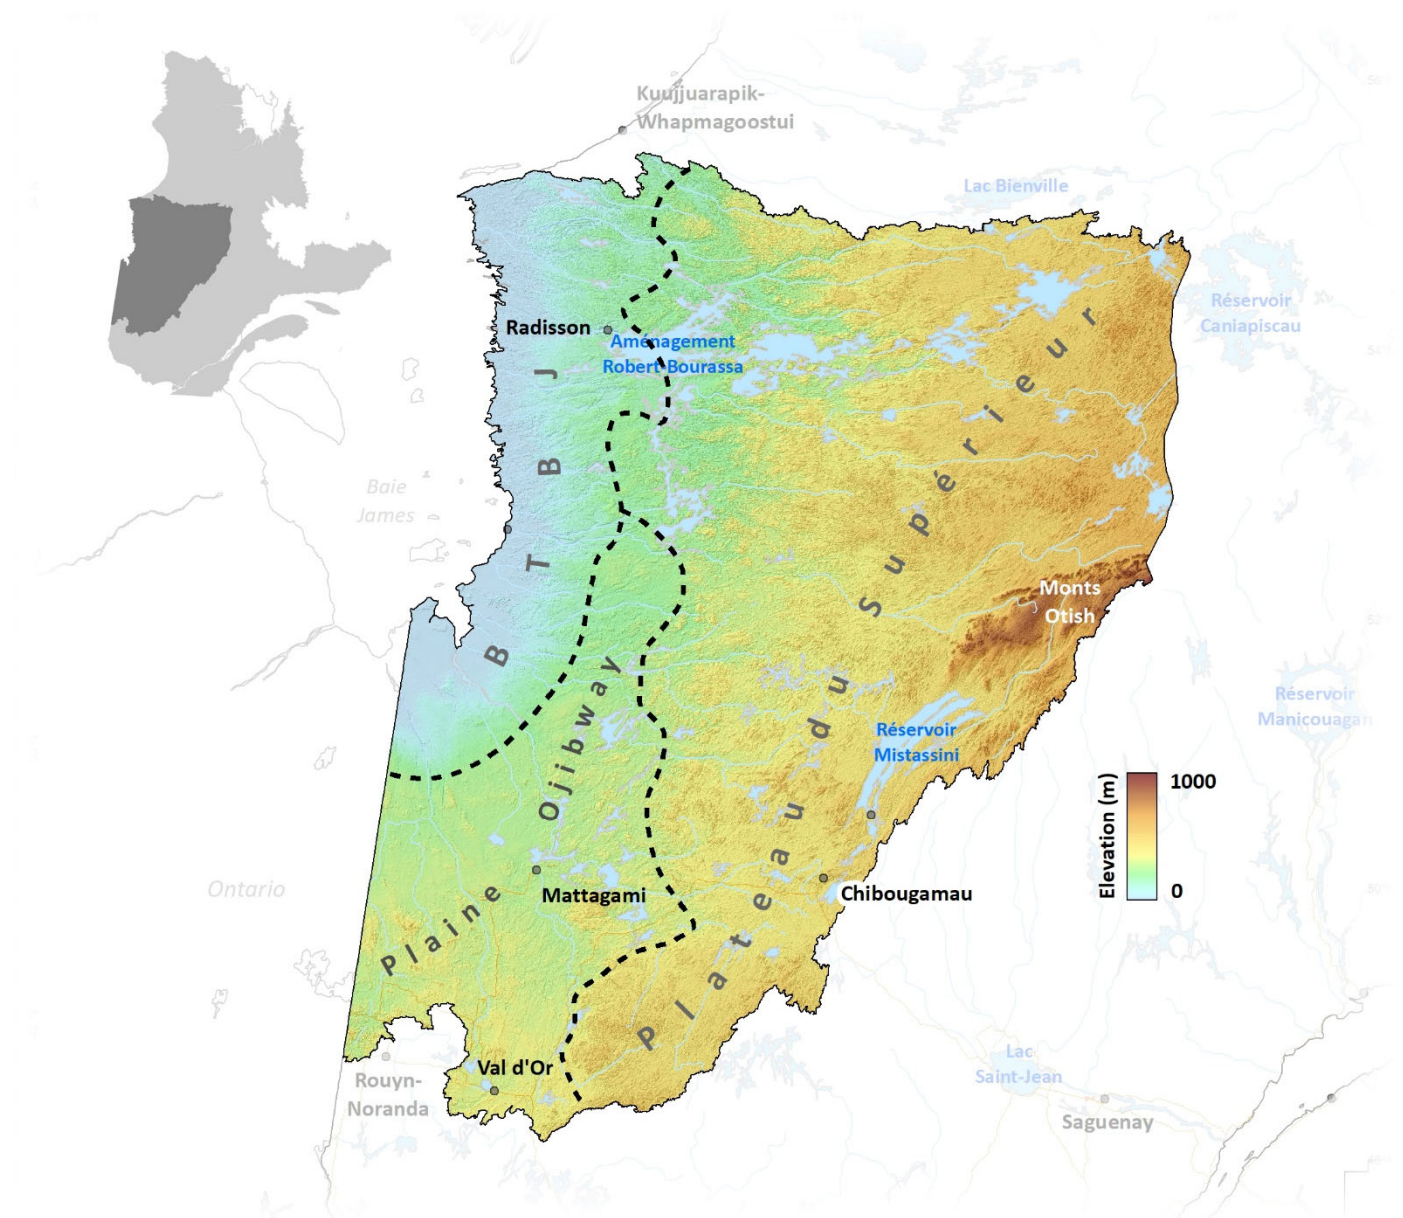 Kuujjuarapik-
Whapmagoostui
Lac Bienville
Réservoir
Caniapiscau
Radisson
Aménagement
Robert-Bourassa
Baie
James
BTBJ
Plateau du Supérieur
Monts
Otish
Plaine Ojibway
Réservoir
Manicouagan
Réservoir
Mistassini
Elevation (m)
1000
0
Ontario
Mattagami
Chibougamau
Val d'Or
Rouyn-
Noranda
Lac
Saint-Jean
Saguenay